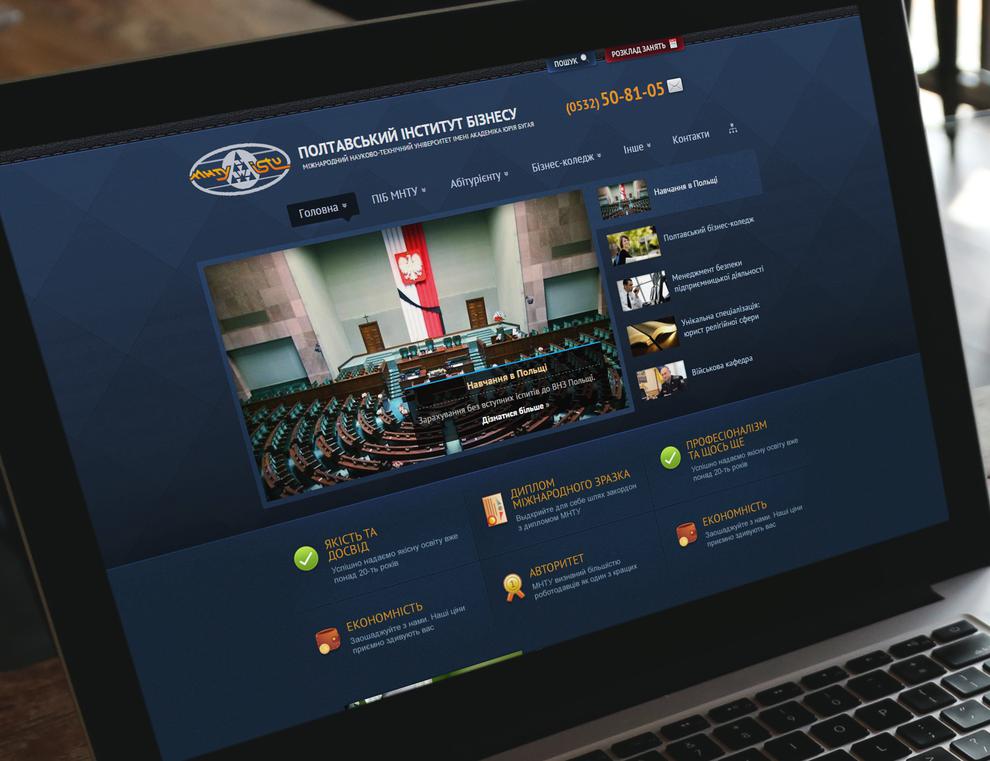 ПОШУК
РОЗКЛАД ЗАНЯТЬ
(0532) 50-81-05
МНТУ ISTU
ПОЛТАВСЬКИЙ ІНСТИТУТ БІЗНЕСУ
МІЖНАРОДНИЙ НАУКОВО-ТЕХНІЧНИЙ УНІВЕРСИТЕТ ІМЕНІ АКАДЕМІКА ЮРІЯ БУГАЯ
Головна
ПІБ МНТУ
Абітурієнту
Бізнес-коледж
Інше
Контакти
Навчання в Польщі
Зарахування без вступних іспитів до ВНЗ Польщі.
Дізнатися більше »
Навчання в Польщі
Полтавський бізнес-коледж
Менеджмент безпеки
підприємницької діяльності
Унікальна спеціалізація:
юрист релігійної сфери
Військова кафедра
ЯКІСТЬ ТА
ДОСВІД
Успішно надаємо якісну освіту вже
понад 20-ть років
ДИПЛОМ
МІЖНАРОДНОГО ЗРАЗКА
Выдкрийте для себе шлях закордон
з дипломом МНТУ
ПРОФЕСІОНАЛІЗМ
ТА ЩОСЬ ЩЕ
Успішно надаємо якісну освіту вже
понад 20-ть років
ЕКОНОМНІСТЬ
Заощаджуйте з нами. Наші ціни
приємно здивують вас
АВТОРИТЕТ
МНТУ визнаний більшістю
роботодавців як один з кращих
ЕКОНОМНІСТЬ
Заощаджуйте з нами. Наші ціни
приємно здивують вас